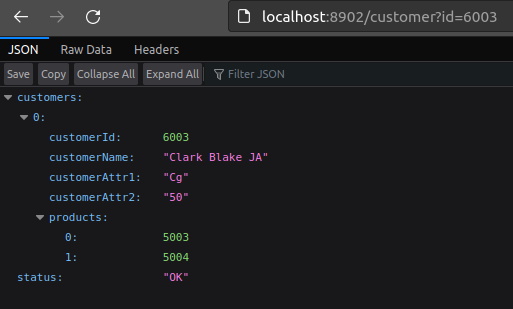 localhost:8902/customer?id=6003
JSON Raw Data Headers
Save Copy Collapse All Expand All Filter JSON
customers:
0:
customerId: 6003
customerName: "Clark Blake JA"
customerAttr1: "Cg"
customerAttr2: "50"
products:
0: 5003
1: 5004
status: "OK"